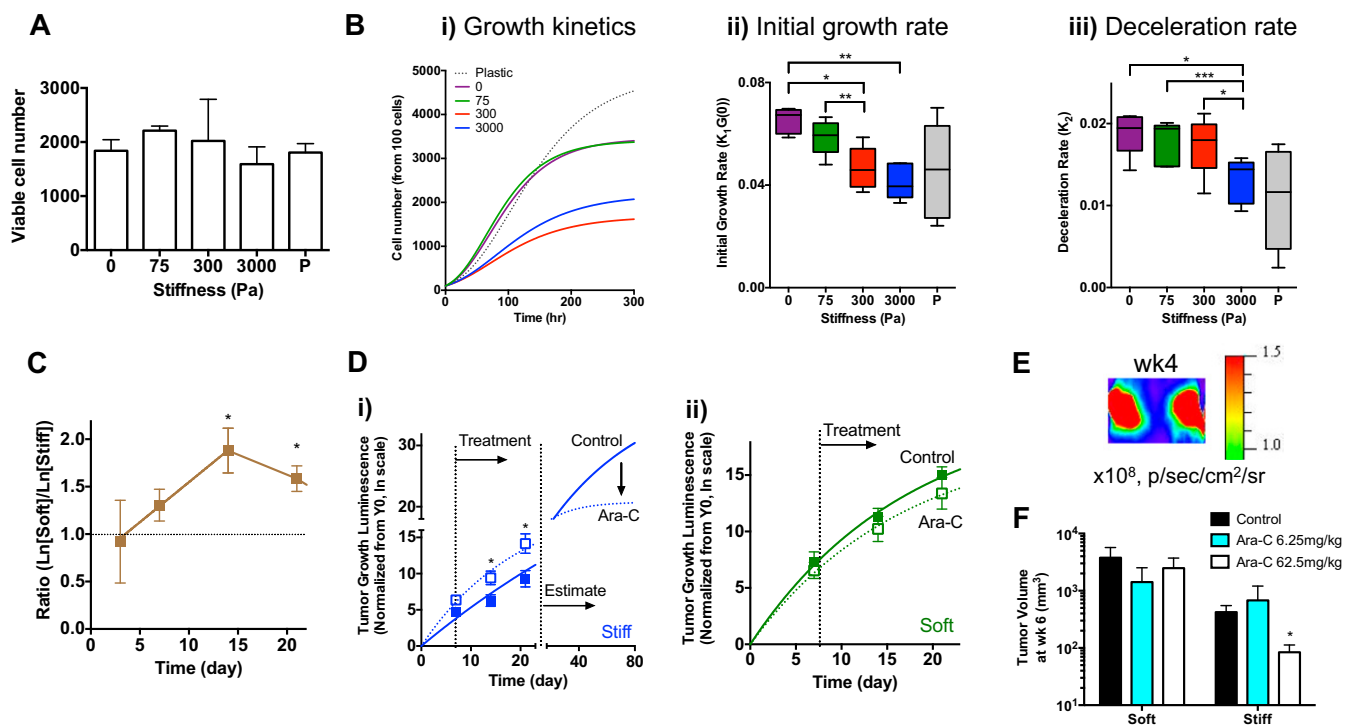 A
Viable cell number
3000
2000
1000
0
0 75 300 3000 P
Stiffness (Pa)
B
i) Growth kinetics
Cell number (from 100 cells)
5000
4000
3000
2000
1000
0
Plastic
0
75
300
3000
0 100 200 300
Time (hr)
ii) Initial growth rate
Initial Growth Rate (K1G(0))
0.08
0.04
0.00
**
*
**
0 75 300 3000 P
Stiffness (Pa)
iii) Deceleration rate
Deceleration Rate (K2)
0.02
0.01
0.00
*
***
*
0 75 300 3000 P
Stiffness (Pa)
C
Ratio (Ln[Soft]/Ln[Stiff])
2.0
1.5
1.0
0.5
0.0
*
*
0 5 10 15 20
Time (day)
D
i)
Tumor Growth Luminescence
(Normalized from Y0, ln scale)
30
20
15
10
5
0
Treatment
Control
Ara-C
*
*
Estimate
Stiff
0 5 10 15 20 40 80
Time (day)
ii)
Tumor Growth Luminescence
(Normalized from Y0, ln scale)
15
10
5
0
Treatment
Control
Ara-C
Soft
0 5 10 15 20
Time (day)
E
wk4
1.5
1.0
x10⁸, p/sec/cm²/sr
F
Control
Ara-C 6.25mg/kg
Ara-C 62.5mg/kg
Tumor Volume
at wk 6 (mm³)
10⁴
10³
10²
10¹
*
Soft Stiff